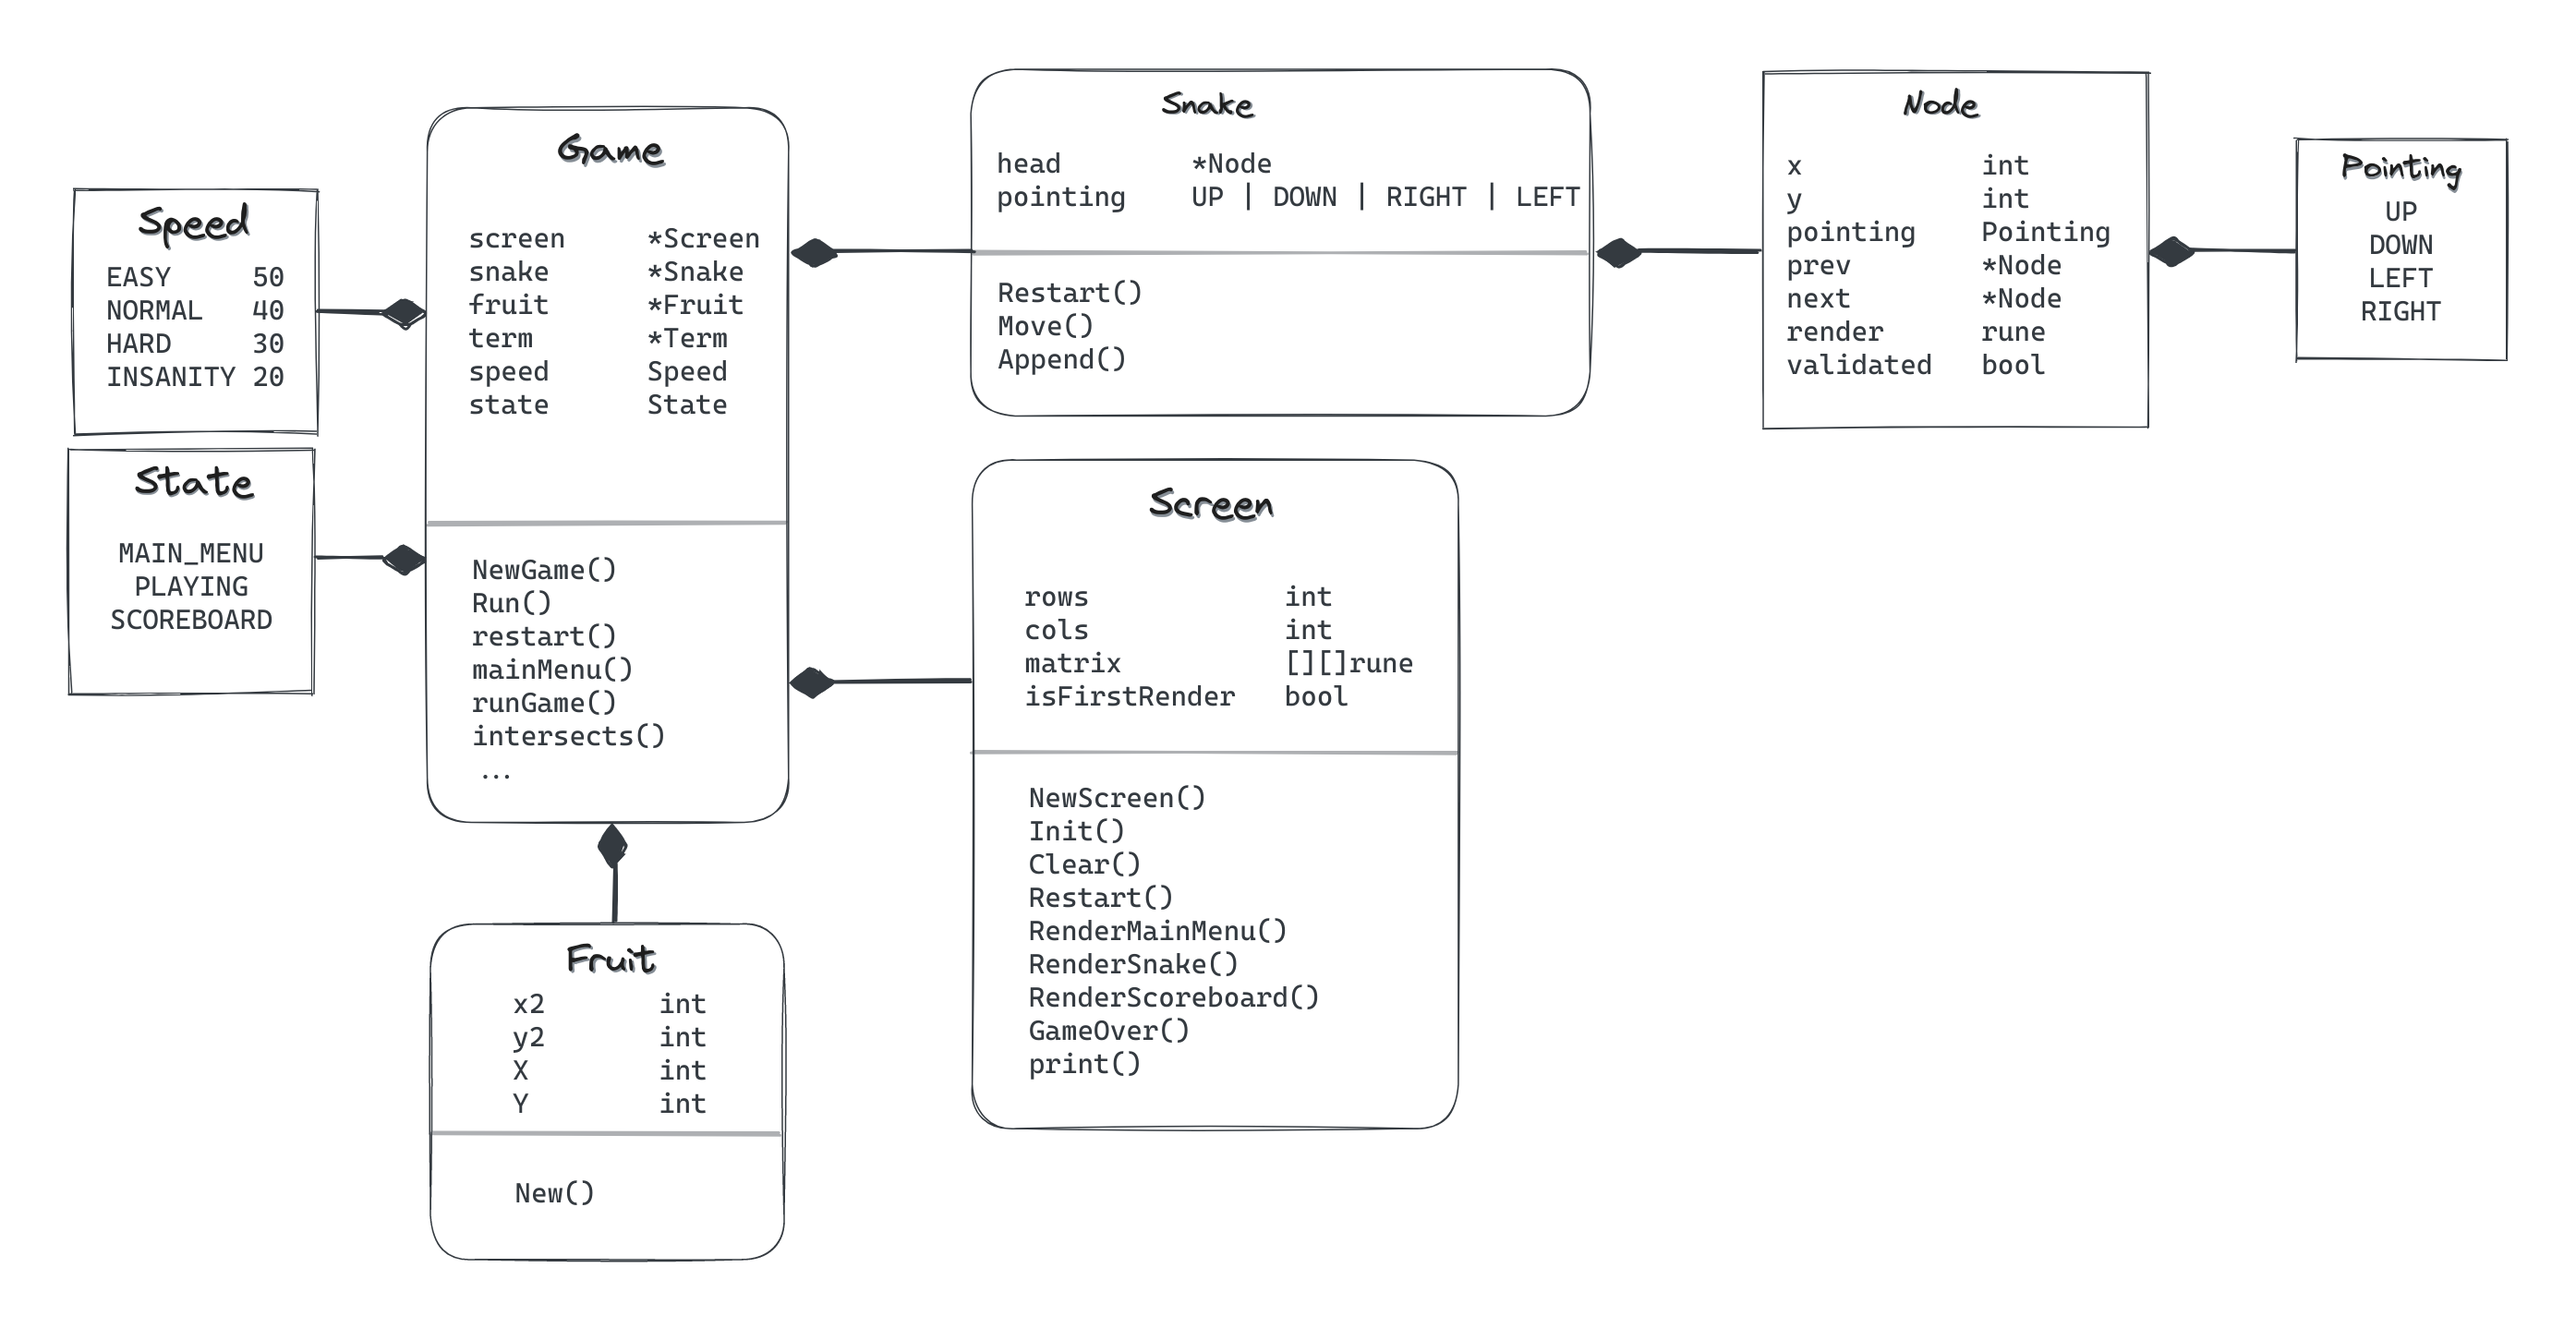 Speed
EASY 50
NORMAL 40
HARD 30
INSANITY 20
State
MAIN_MENU
PLAYING
SCOREBOARD
Game
screen *Screen
snake *Snake
fruit *Fruit
term *Term
speed Speed
state State
NewGame()
Run()
restart()
mainMenu()
runGame()
intersects()
...
Fruit
x2 int
y2 int
X int
Y int
New()
Snake
head *Node
pointing UP | DOWN | RIGHT | LEFT
Restart()
Move()
Append()
Screen
rows int
cols int
matrix [][]rune
isFirstRender bool
NewScreen()
Init()
Clear()
Restart()
RenderMainMenu()
RenderSnake()
RenderScoreboard()
GameOver()
print()
Node
x int
y int
pointing Pointing
prev *Node
next *Node
render rune
validated bool
Pointing
UP
DOWN
LEFT
RIGHT